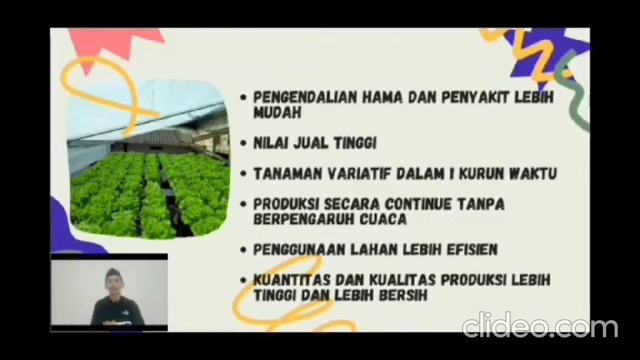 PENGENDALIAN HAMA DAN PENYAKIT LEBIH
MUDAH
NILAI JUAL TINGGI
TANAMAN VARIATIF DALAM 1 KURUN WAKTU
PRODUKSI SECARA CONTINUE TANPA
BERPENGARUH CUACA
PENGGUNAAN LAHAN LEBIH EFISIEN
KUANTITAS DAN KUALITAS PRODUKSI LEBIH
TINGGI DAN LEBIH BERSIH
clideo.com